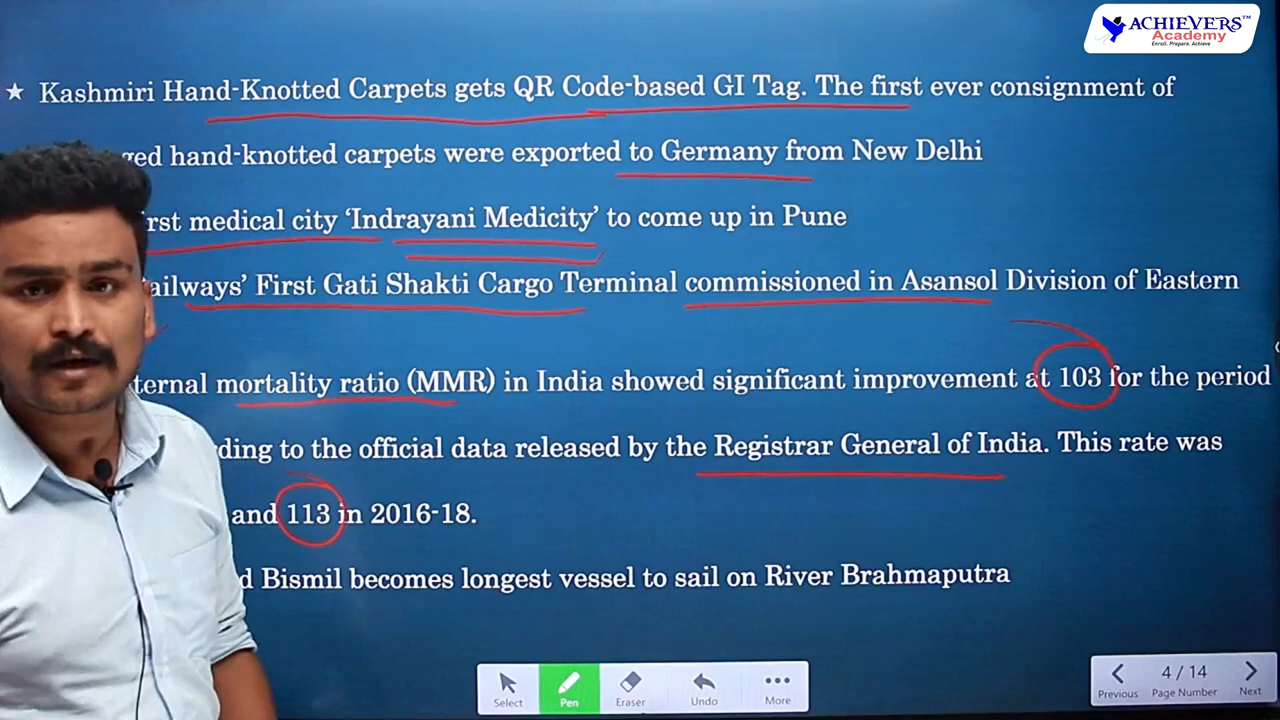 ACHIEVERS™
Academy
Enroll. Prepare. Achieve
★ Kashmiri Hand-Knotted Carpets gets QR Code-based GI Tag. The first ever consignment of
hand-knotted carpets were exported to Germany from New Delhi
medical city ‘Indrayani Medicity’ to come up in Pune
First Gati Shakti Cargo Terminal commissioned in Asansol Division of Eastern
mortality ratio (MMR) in India showed significant improvement at 103 for the period
to the official data released by the Registrar General of India. This rate was
and 113 in 2016-18.
Bismil becomes longest vessel to sail on River Brahmaputra
Select Pen Eraser Undo More
Previous 4 / 14 Page Number Next